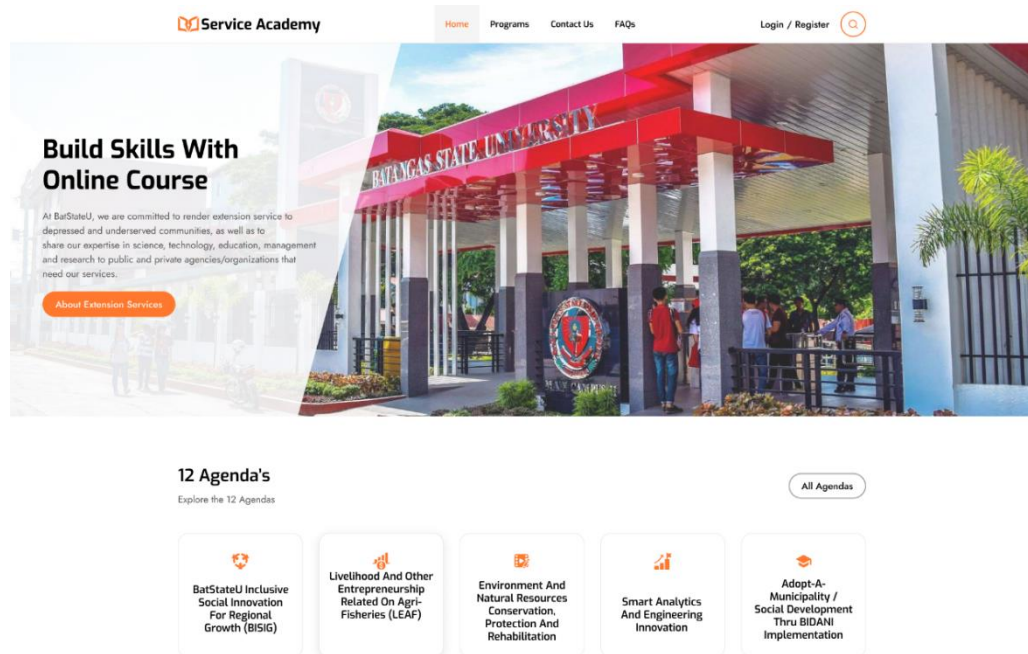 Service Academy
Home
Programs
Contact Us
FAQs
Login / Register
BATANGAS STATE UNIVERSITY
Build Skills With
Online Course
At BatStateU, we are committed to render extension service to
depressed and underserved communities, as well as to
share our expertise in science, technology, education, management
and research to public and private agencies/organizations that
need our services.
About Extension Services
12 Agenda's
Explore the 12 Agendas
All Agendas
BatStateU Inclusive
Social Innovation
For Regional
Growth (BISIG)
Livelihood And Other
Entrepreneurship
Related On Agri-
Fisheries (LEAF)
Environment And
Natural Resources
Conservation,
Protection And
Rehabilitation
Smart Analytics
And Engineering
Innovation
Adopt-A-
Municipality /
Social Development
Thru BIDANI
Implementation